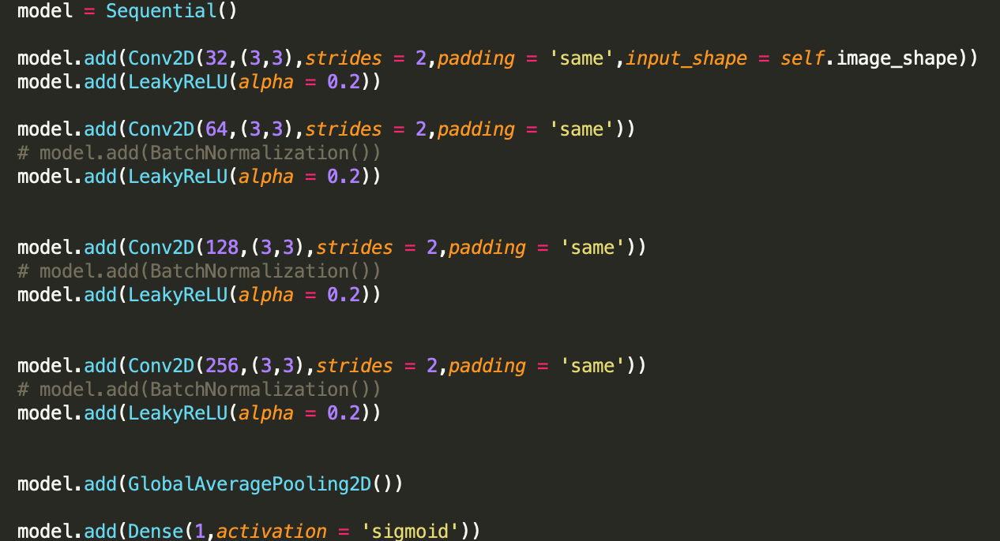 model = Sequential()
model.add(Conv2D(32,(3,3),strides = 2,padding = 'same',input_shape = self.image_shape))
model.add(LeakyReLU(alpha = 0.2))
model.add(Conv2D(64,(3,3),strides = 2,padding = 'same'))
# model.add(BatchNormalization())
model.add(LeakyReLU(alpha = 0.2))
model.add(Conv2D(128,(3,3),strides = 2,padding = 'same'))
# model.add(BatchNormalization())
model.add(LeakyReLU(alpha = 0.2))
model.add(Conv2D(256,(3,3),strides = 2,padding = 'same'))
# model.add(BatchNormalization())
model.add(LeakyReLU(alpha = 0.2))
model.add(GlobalAveragePooling2D())
model.add(Dense(1,activation = 'sigmoid'))